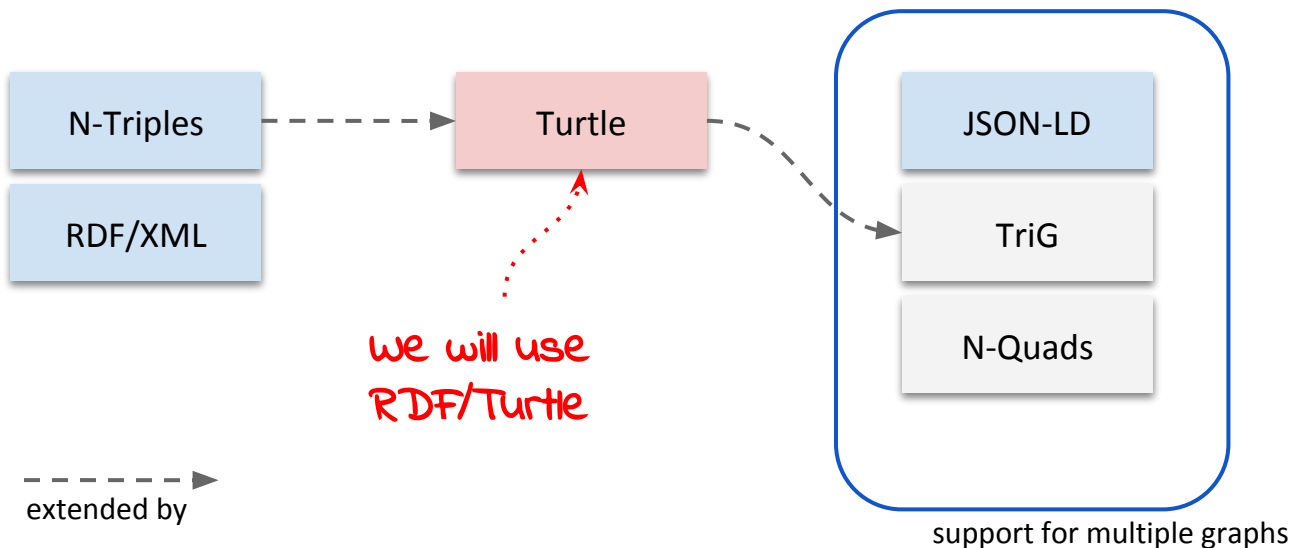 N-Triples
Turtle
JSON-LD
RDF/XML
TriG
N-Quads
we will use
RDF/Turtle
extended by
support for multiple graphs